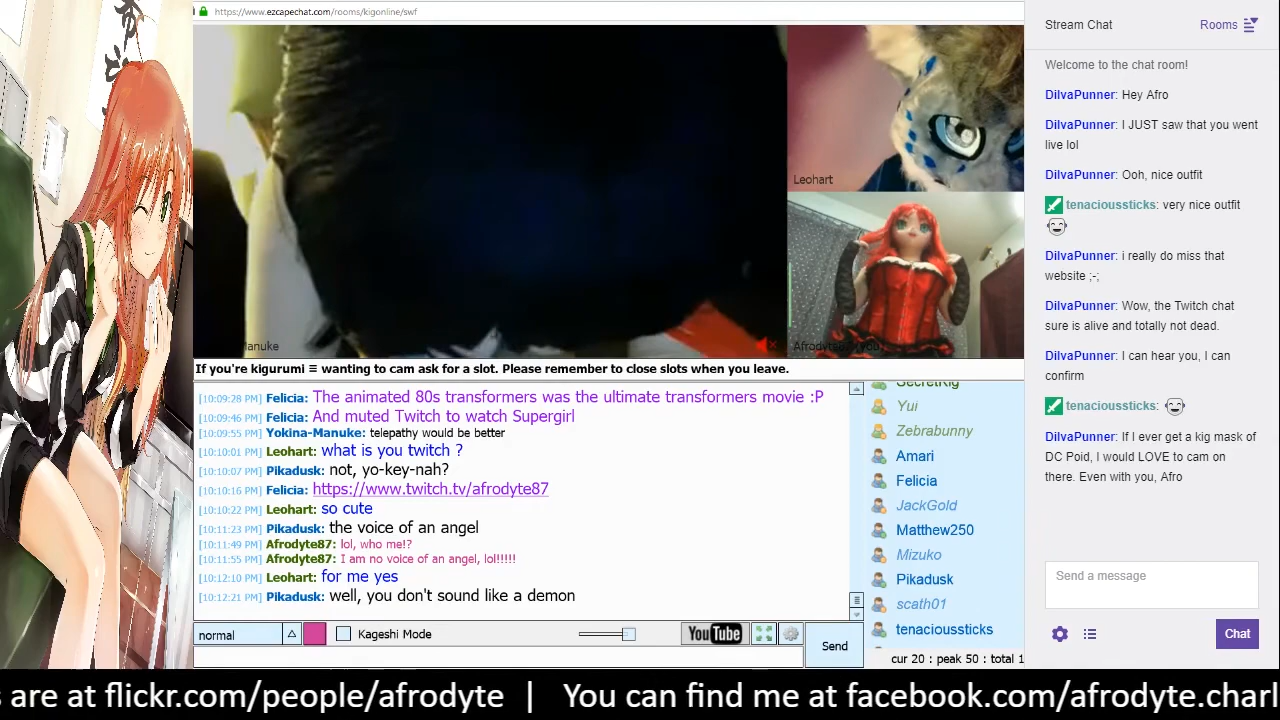 https://www.ezcapechat.com/rooms/kigonline/swf
Leohart
anuke
If you're kigurumi ≡ wanting to cam ask for a slot. Please remember to close slots when you leave.
[10:09:28 PM] Felicia: The animated 80s transformers was the ultimate transformers movie :P
[10:09:46 PM] Felicia: And muted Twitch to watch Supergirl
[10:09:55 PM] Yokina-Manuke: telepathy would be better
[10:10:01 PM] Leohart: what is you twitch ?
[10:10:07 PM] Pikadusk: not, yo-key-nah?
[10:10:16 PM] Felicia: https://www.twitch.tv/afrodyte87
[10:10:22 PM] Leohart: so cute
[10:11:23 PM] Pikadusk: the voice of an angel
[10:11:49 PM] Afrodyte87: lol, who me!?
[10:11:55 PM] Afrodyte87: I am no voice of an angel, lol!!!!!
[10:12:10 PM] Leohart: for me yes
[10:12:21 PM] Pikadusk: well, you don't sound like a demon
SecretKig
Yui
Zebrabunny
Amari
Felicia
JackGold
Matthew250
Mizuko
Pikadusk
scath01
tenacioussticks
normal
Kageshi Mode
YouTube
Send
cur 20 : peak 50 : total 1
Stream Chat
Rooms
Welcome to the chat room!
DilvaPunner: Hey Afro
DilvaPunner: I JUST saw that you went
live lol
DilvaPunner: Ooh, nice outfit
tenacioussticks: very nice outfit
DilvaPunner: i really do miss that
website ;-;
DilvaPunner: Wow, the Twitch chat
sure is alive and totally not dead.
DilvaPunner: I can hear you, I can
confirm
tenacioussticks:
DilvaPunner: If I ever get a kig mask of
DC Poid, I would LOVE to cam on
there. Even with you, Afro
Send a message
Chat
s are at flickr.com/people/afrodyte | You can find me at facebook.com/afrodyte.charl